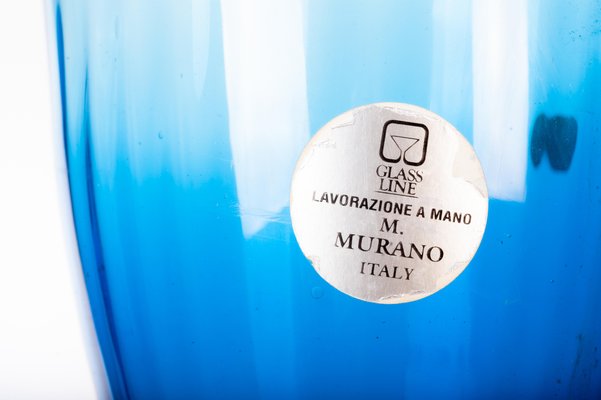 GLASS
LINE
LAVORAZIONE A MANO
M.
MURANO
ITALY